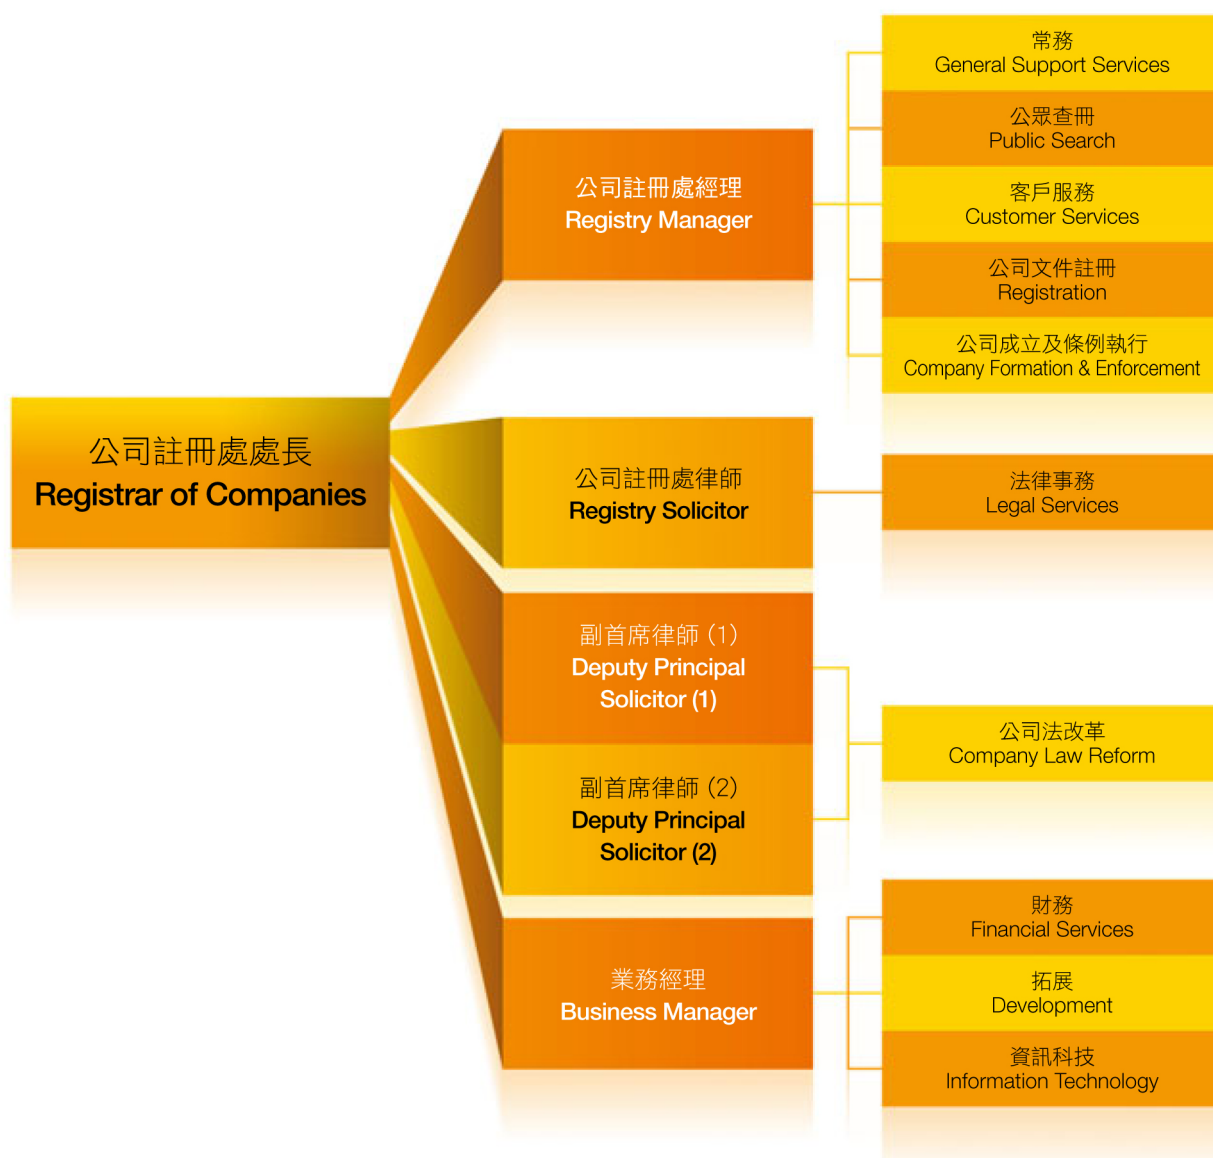 公司註冊處處長
Registrar of Companies
公司註冊處經理
Registry Manager
常務
General Support Services
公眾查冊
Public Search
客戶服務
Customer Services
公司文件註冊
Registration
公司成立及條例執行
Company Formation & Enforcement
公司註冊處律師
Registry Solicitor
法律事務
Legal Services
副首席律師 (1)
Deputy Principal
Solicitor (1)
副首席律師 (2)
Deputy Principal
Solicitor (2)
公司法改革
Company Law Reform
業務經理
Business Manager
財務
Financial Services
拓展
Development
資訊科技
Information Technology